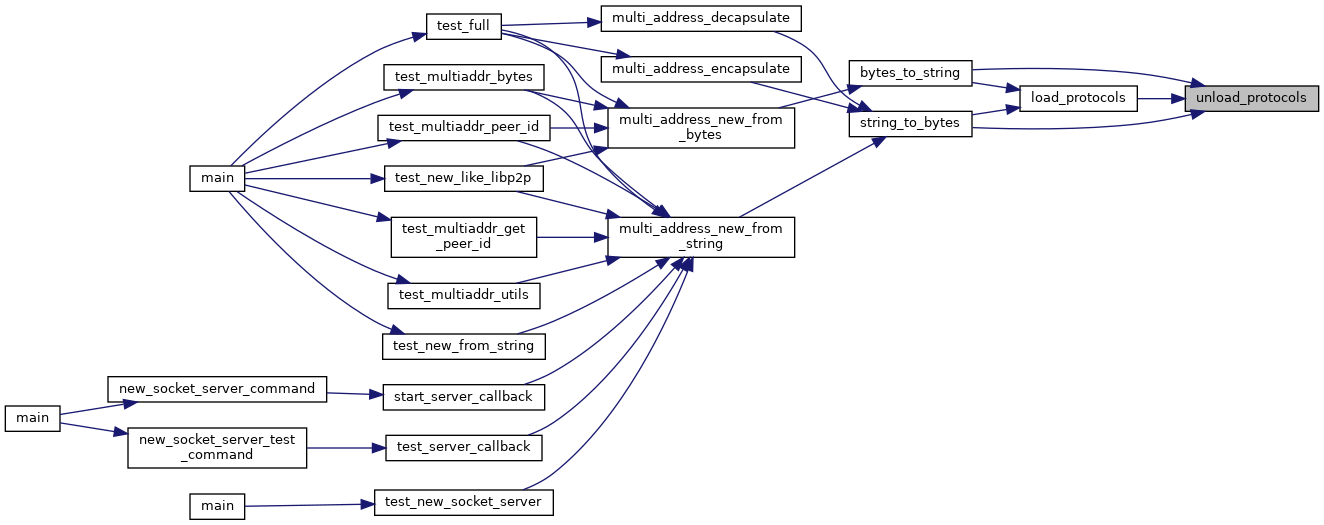 test_full
multi_address_decapsulate
multi_address_encapsulate
test_multiaddr_bytes
bytes_to_string
load_protocols
unload_protocols
test_multiaddr_peer_id
multi_address_new_from
_bytes
string_to_bytes
main
test_new_like_libp2p
test_multiaddr_get
_peer_id
multi_address_new_from
_string
test_multiaddr_utils
test_new_from_string
new_socket_server_command
start_server_callback
main
new_socket_server_test
_command
test_server_callback
main
test_new_socket_server